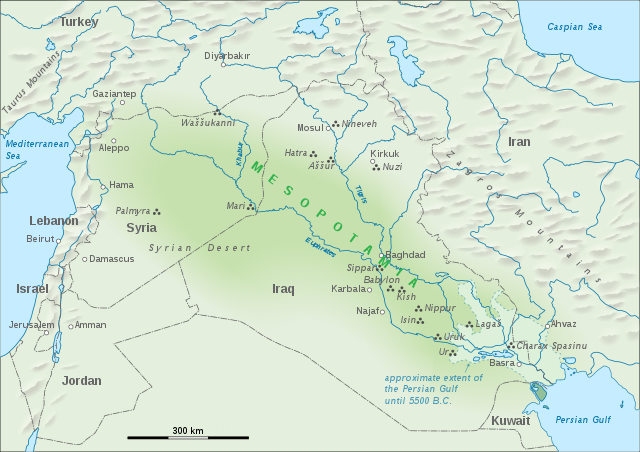 Turkey
Caspian Sea
Diyarbakır
Taurus Mountains
Gaziantep
Waššukanni
Mosul
Nineveh
Mediterranean
Sea
Aleppo
Khabur
Hatra
Aššur
Kirkuk
Nuzi
Iran
Zagros Mountains
MESOPOTAMIA
Hama
Tigris
Palmyra
Mari
Lebanon
Syria
Beirut
Syrian Desert
Euphrates
Baghdad
Damascus
Sippar
Babylon
Israel
Iraq
Karbala
Kish
Najaf
Nippur
Isin
Lagaš
Jerusalem
Amman
Ahvaz
Uruk
Charax Spasinu
Ur
Basra
Jordan
approximate extent of
the Persian Gulf
until 5500 B.C.
Kuwait
Persian Gulf
300 km